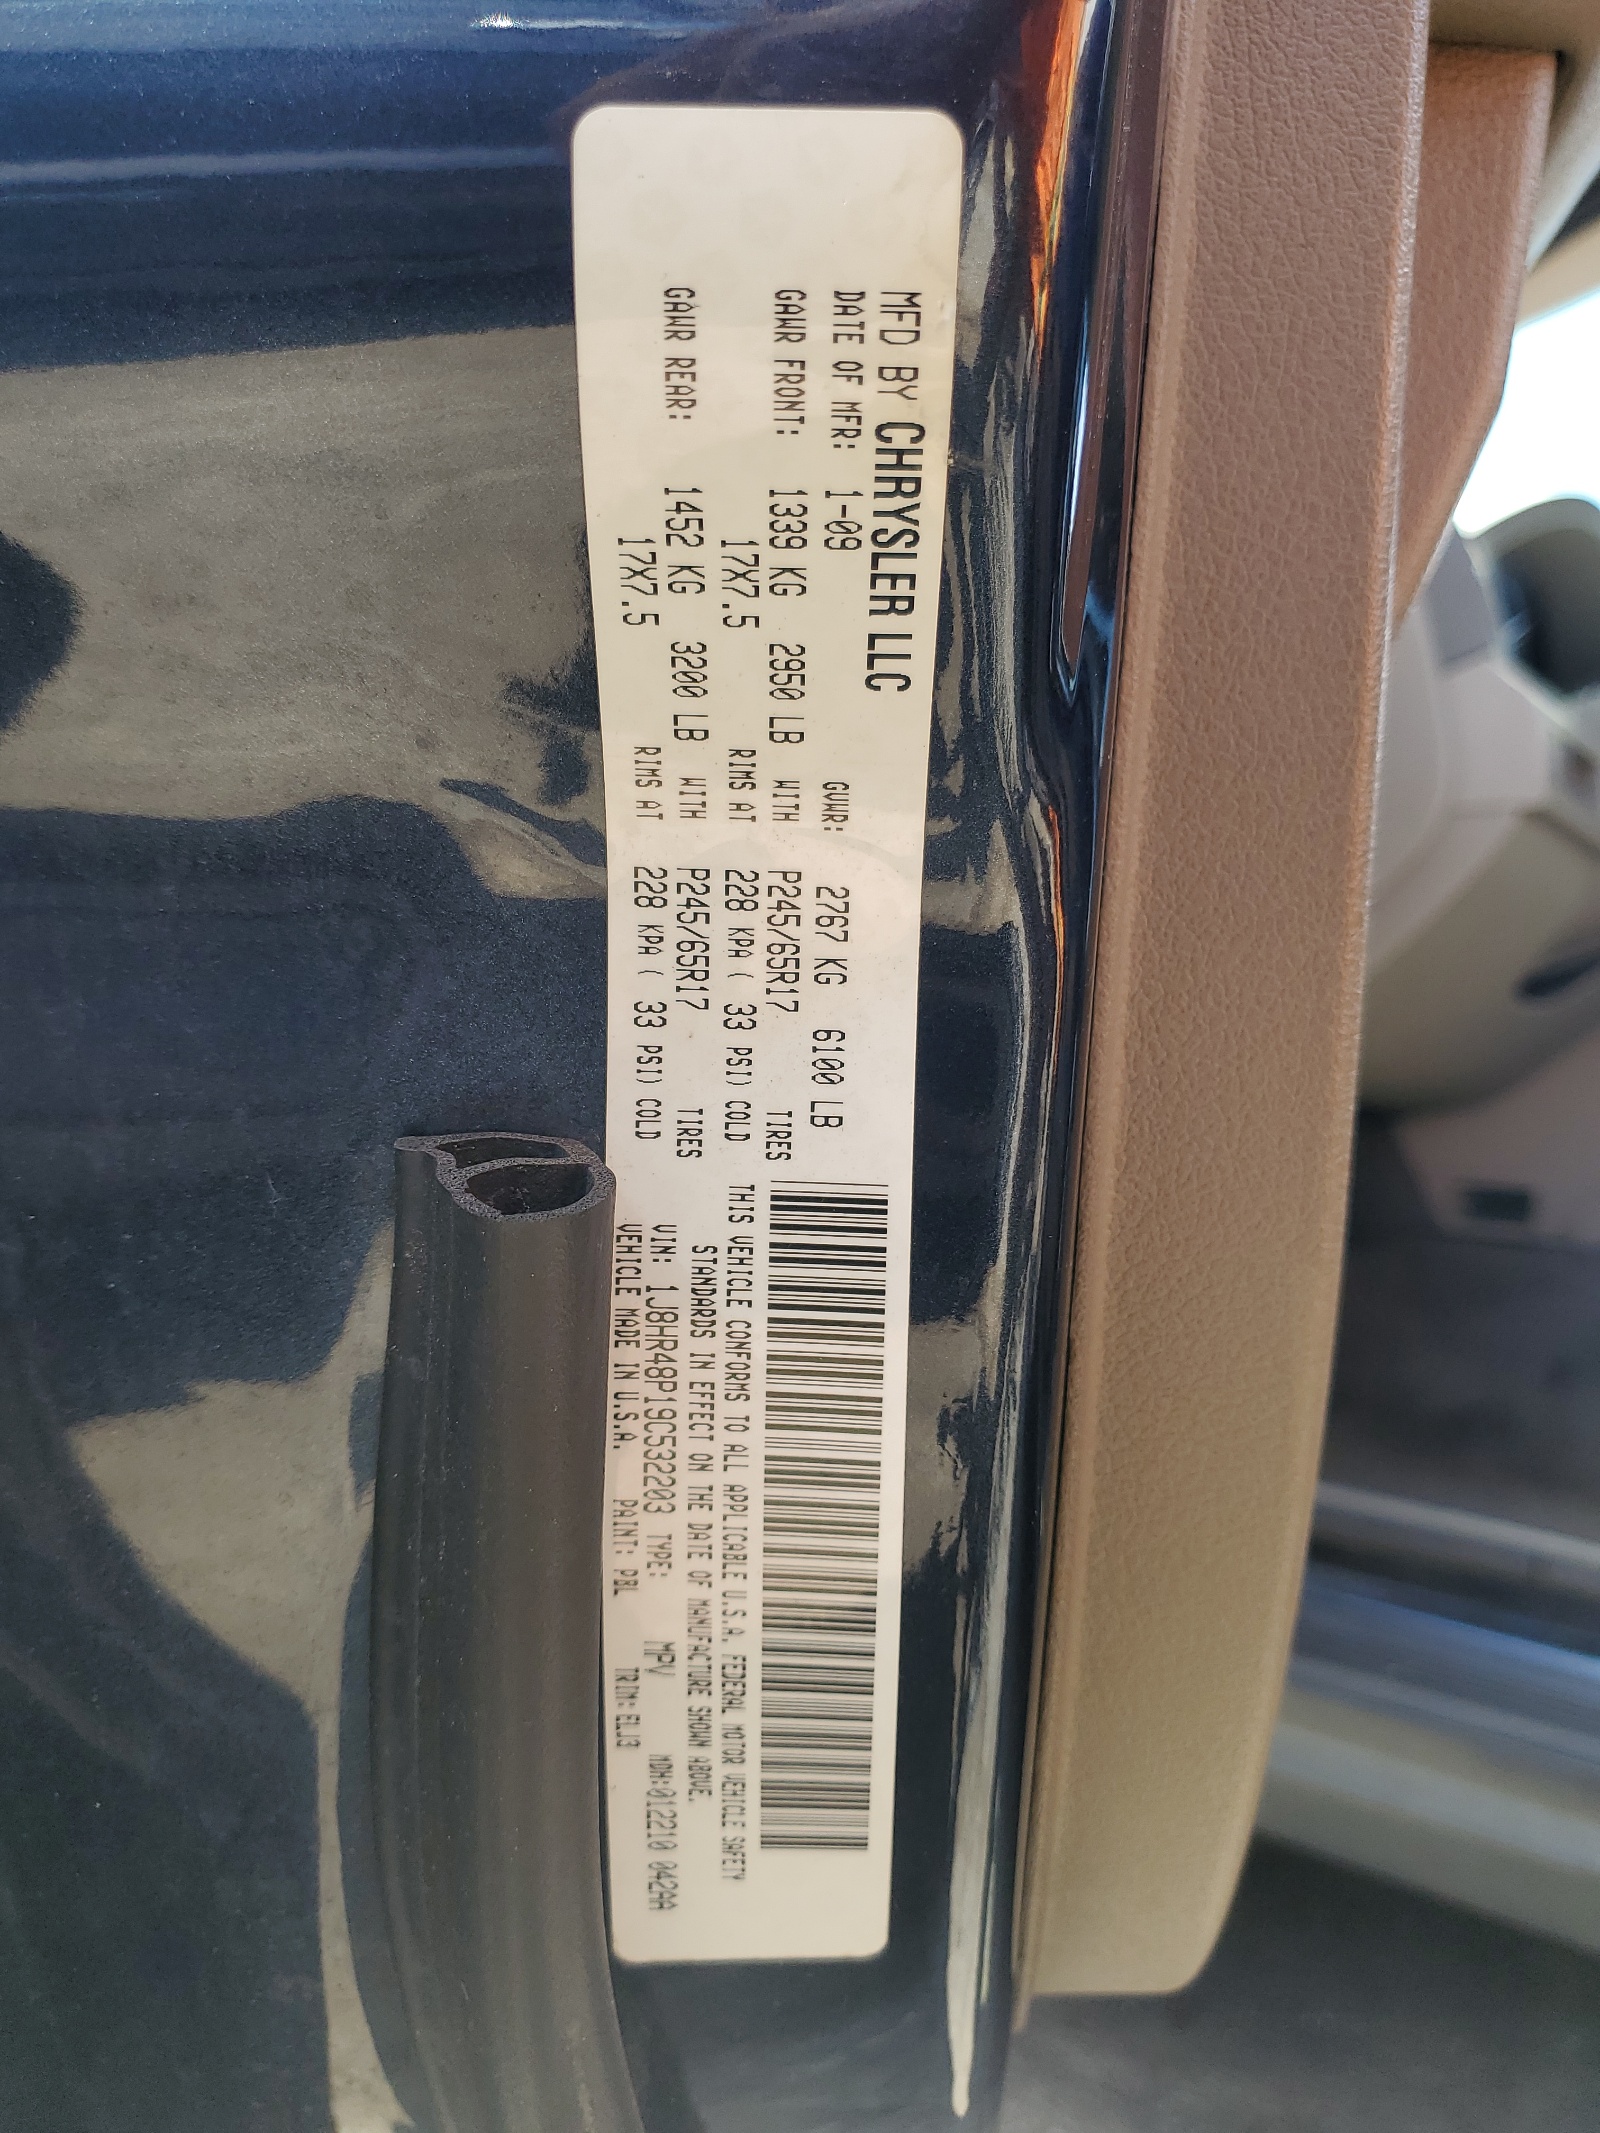 MFD BY CHRYSLER LLC
DATE OF MFR: 1-09 GVWR: 2767 KG 6100 LB
GAWR FRONT: 1339 KG 2950 LB WITH P245/65R17 TIRES
17X7.5 RIMS AT 228 KPA ( 33 PSI) COLD
GAWR REAR: 1452 KG 3200 LB WITH P245/65R17 TIRES
17X7.5 RIMS AT 228 KPA ( 33 PSI) COLD
THIS VEHICLE CONFORMS TO ALL APPLICABLE U.S.A. FEDERAL MOTOR VEHICLE SAFETY
STANDARDS IN EFFECT ON THE DATE OF MANUFACTURE SHOWN ABOVE.
VIN: 1J8HR48P19C532203 TYPE: MPV MDH:012210 042AA
VEHICLE MADE IN U.S.A. PAINT: PBL TRIM: ELJ3